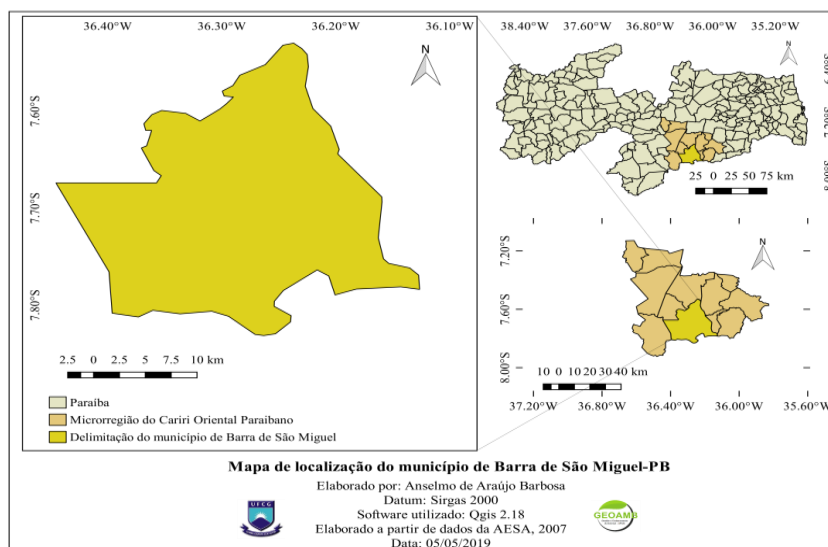 36.40°W 36.30°W 36.20°W 36.10°W
7.60°S
7.70°S
7.80°S
N
2.5 0 2.5 5 7.5 10 km
Paraíba
Microrregião do Cariri Oriental Paraibano
Delimitação do município de Barra de São Miguel
38.40°W 37.60°W 36.80°W 36.00°W 35.20°W
N
25 0 25 50 75 km
7.20°S
7.60°S
8.00°S
N
10 0 10 20 30 40 km
37.20°W 36.80°W 36.40°W 36.00°W 35.60°W
Mapa de localização do município de Barra de São Miguel-PB
Elaborado por: Anselmo de Araújo Barbosa
Datum: Sirgas 2000
Software utilizado: Qgis 2.18
Elaborado a partir de dados da AESA, 2007
Data: 05/05/2019
UFCG
GEOAMB